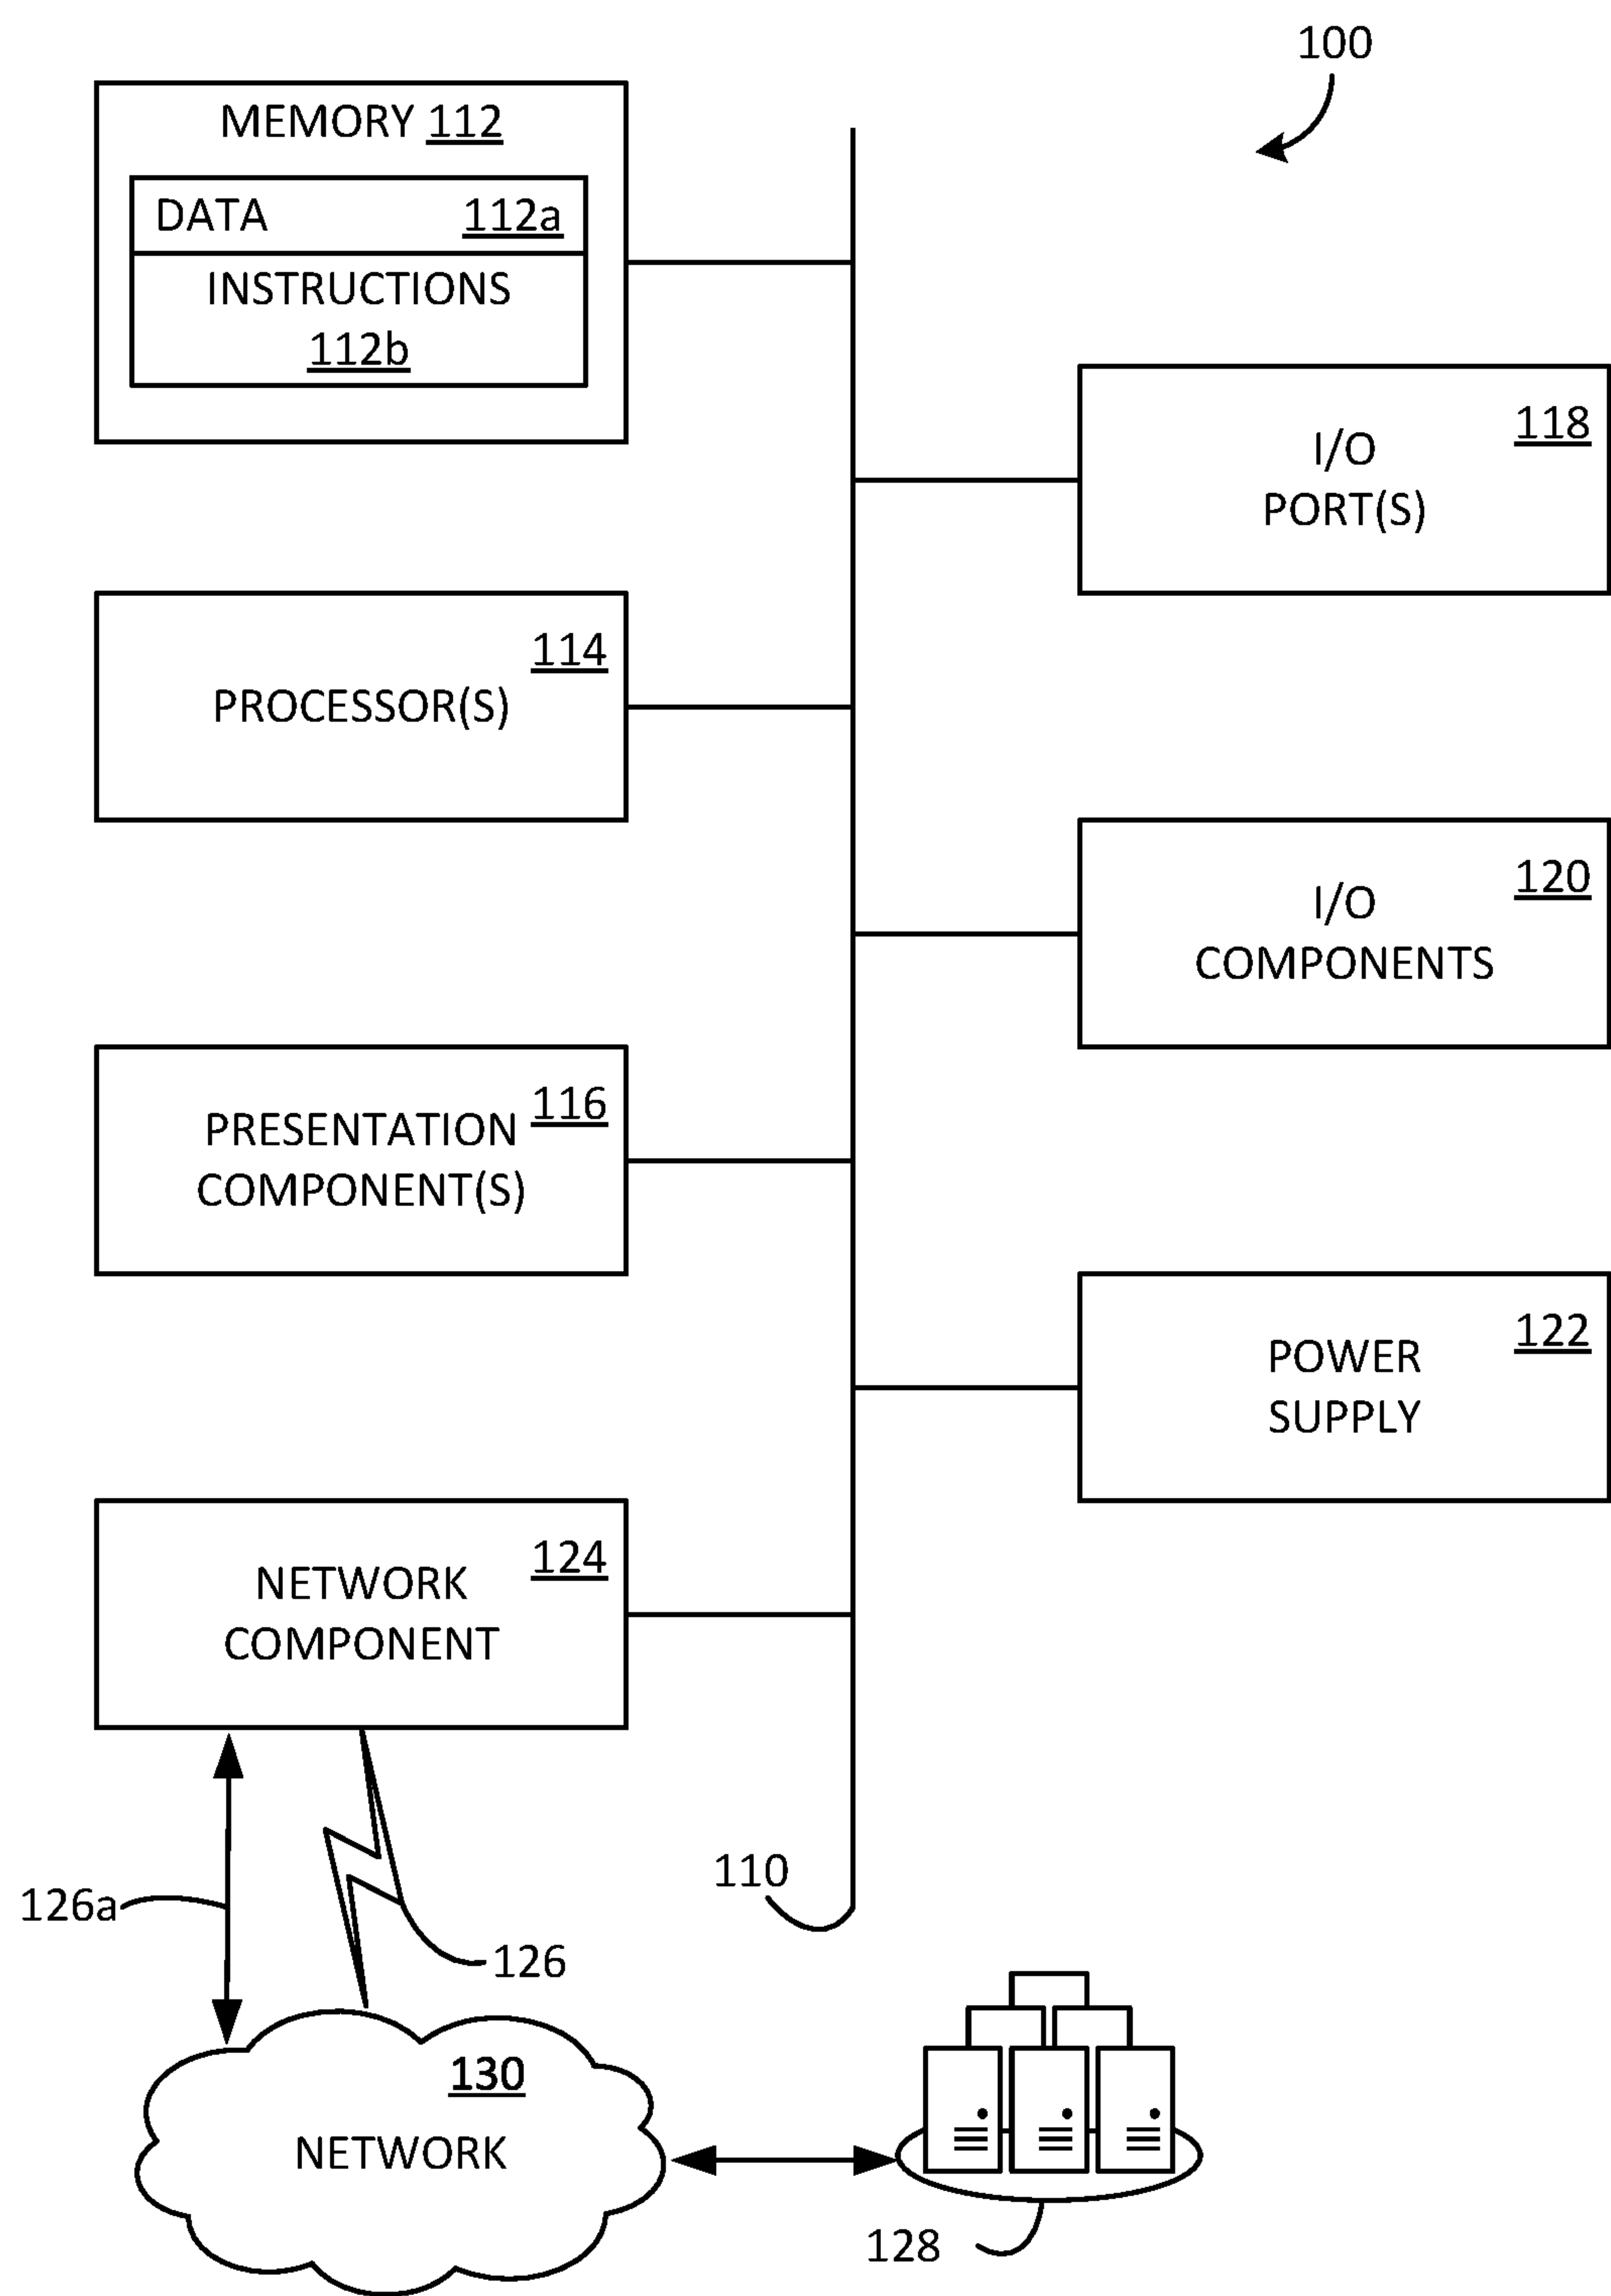 100
MEMORY 112
DATA 112a
INSTRUCTIONS
112b
118
I/O
PORT(S)
114
PROCESSOR(S)
120
I/O
COMPONENTS
116
PRESENTATION
COMPONENT(S)
122
POWER
SUPPLY
124
NETWORK
COMPONENT
110
126a
126
130
NETWORK
128